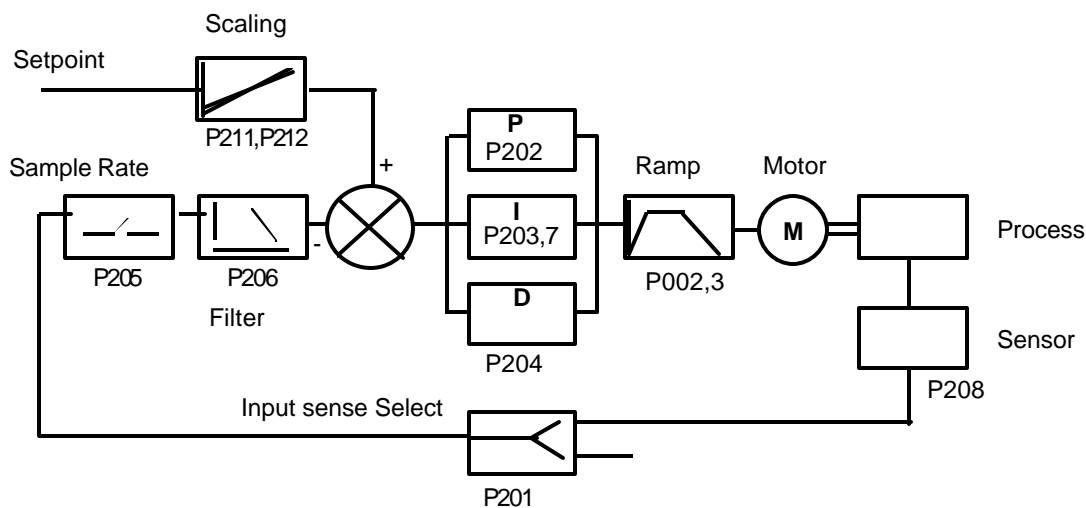 Scaling
Setpoint
P211,P212
P
P202
Sample Rate
+
Ramp
Motor
I
P203,7
M
Process
-
P205
P206
P002,3
D
Filter
Sensor
P204
P208
Input sense Select
P201